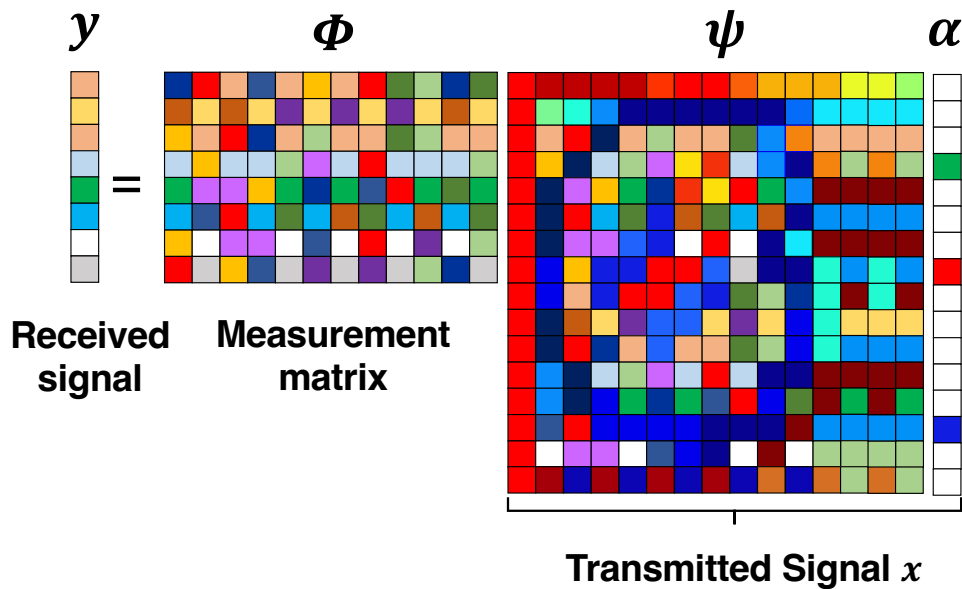 y
Φ
ψ
α
=
Received
signal
Measurement
matrix
Transmitted Signal x